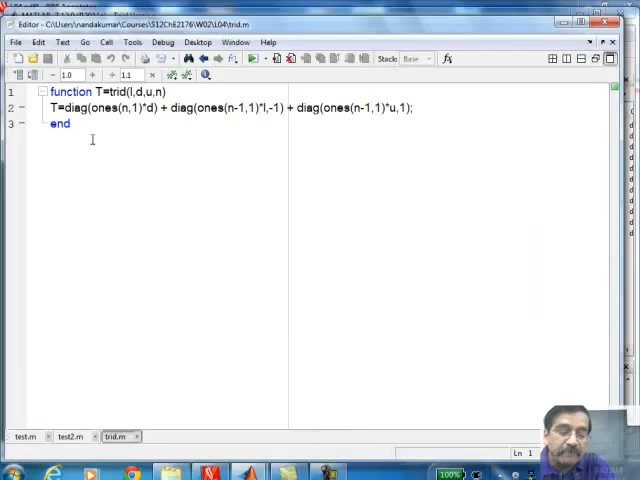 Editor - C:\Users\nandakumar\Courses\S12ChE2176\W02\L04\trid.m
File Edit Text Go Cell Tools Debug Desktop Window Help
1.0 1.1 Stack: Base fx
1 function T=trid(l,d,u,n)
2 T=diag(ones(n,1)*d) + diag(ones(n-1,1)*l,-1) + diag(ones(n-1,1)*u,1);
3 end
test.m test2.m trid.m
Ln 1
100%